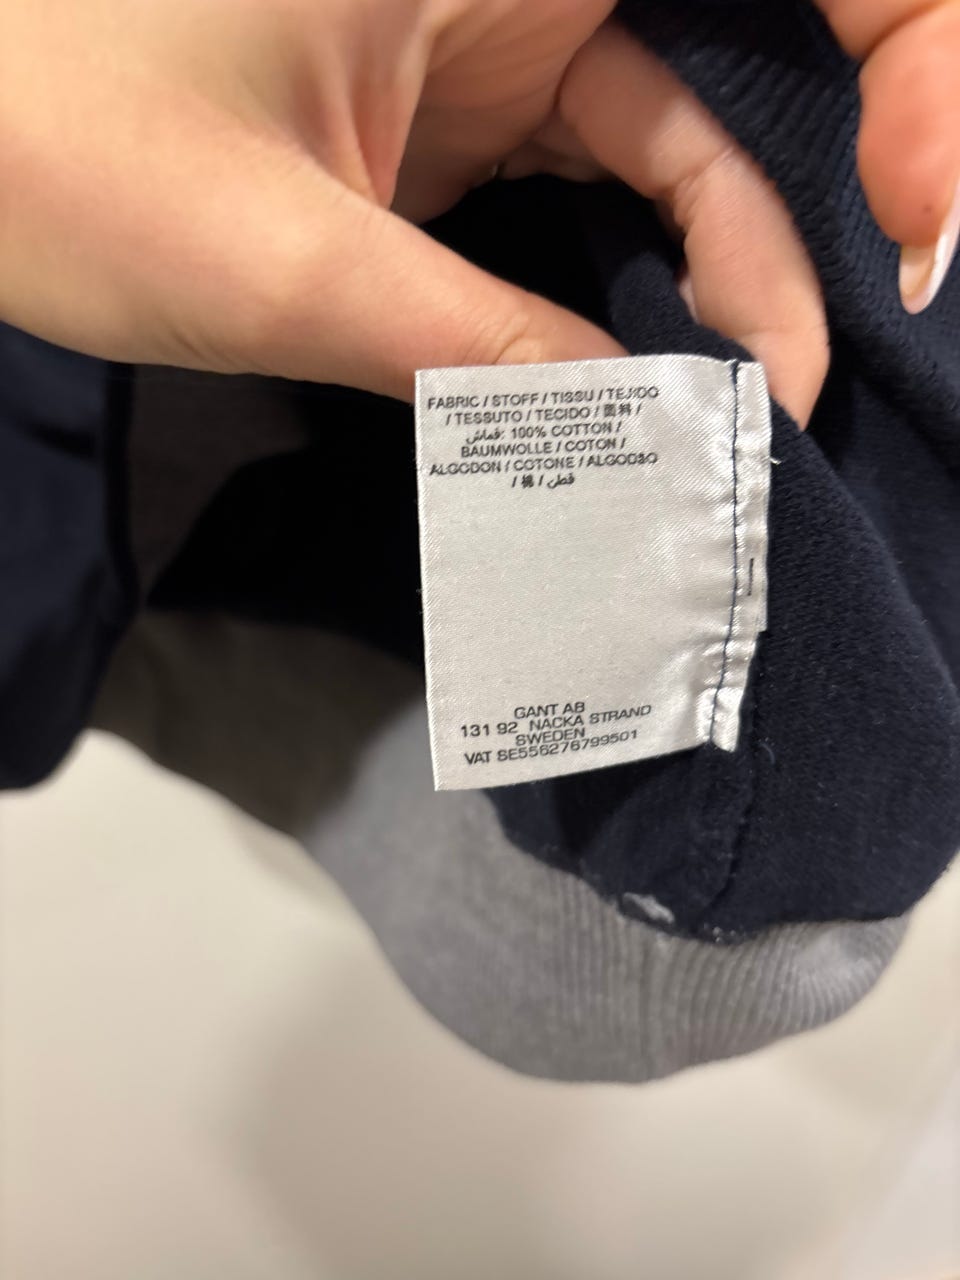 FABRIC / STOFF / TISSU / TEJIDO
/ TESSUTO / TECIDO / 面料 /
قماش: 100% COTTON /
BAUMWOLLE / COTON /
ALGODON / COTONE / ALGODÃO
/ 棉 / قطن
GANT AB
131 92 NACKA STRAND
SWEDEN
VAT SE556276799501